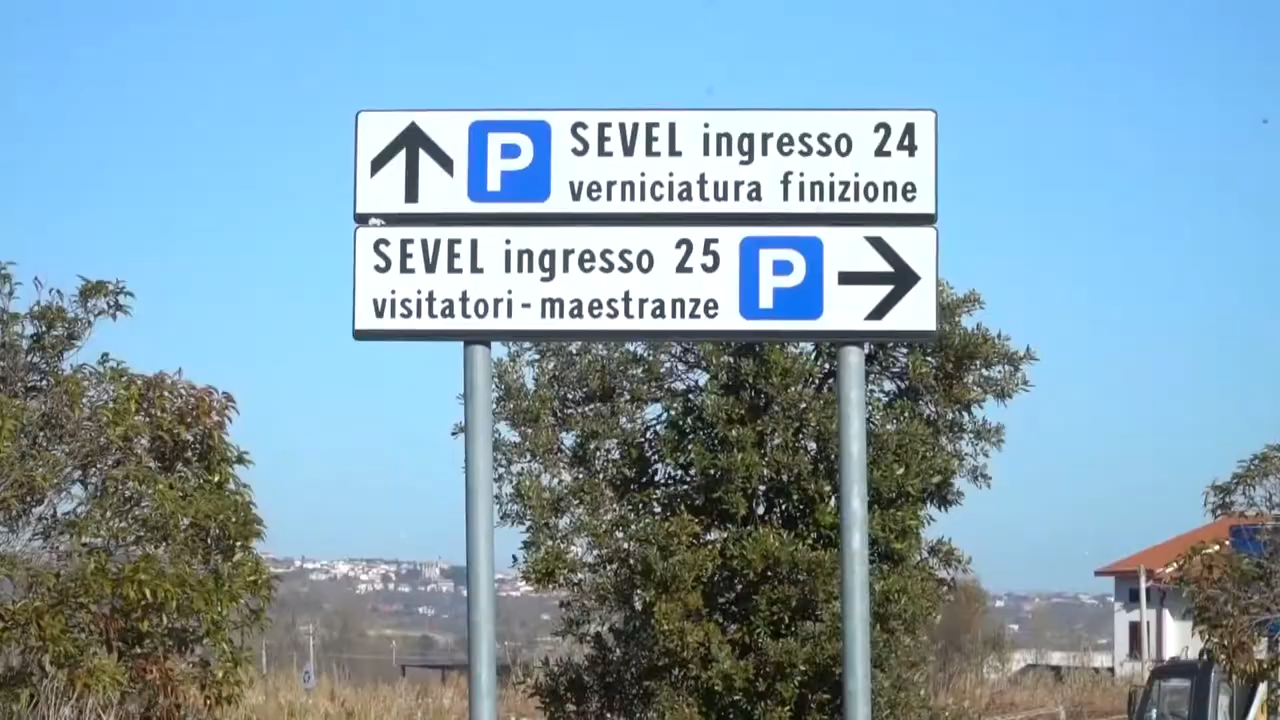 P SEVEL ingresso 24
verniciatura finizione
SEVEL ingresso 25 P
visitatori - maestranze